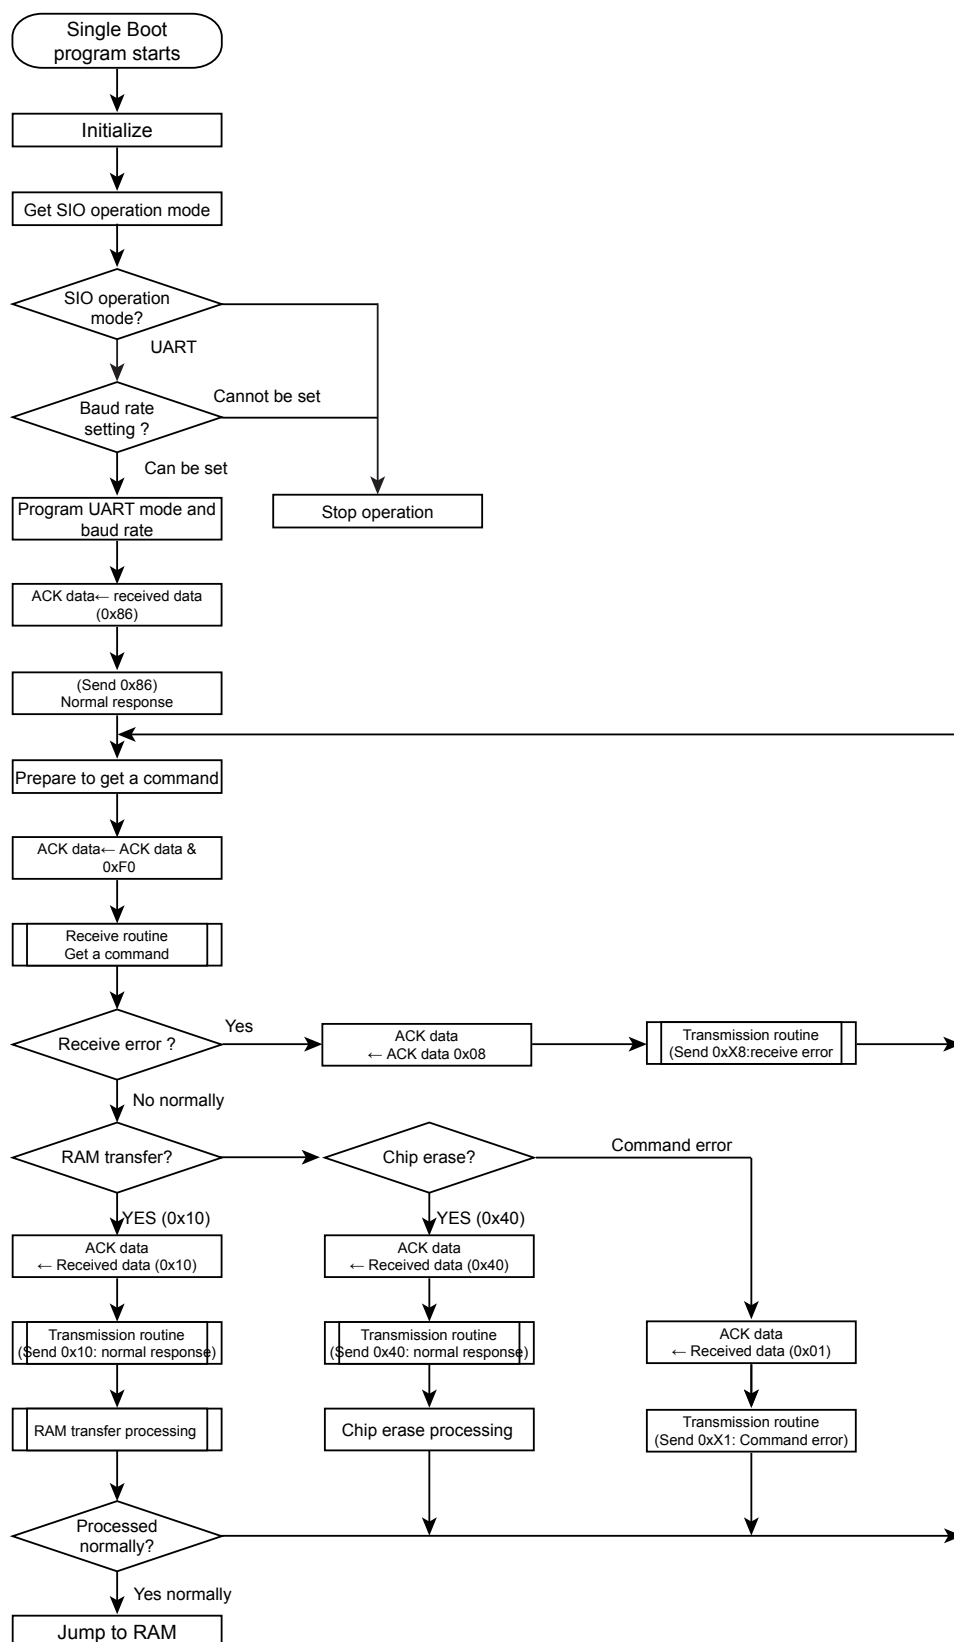 Single Boot
program starts
Initialize
Get SIO operation mode
SIO operation
mode?
UART
Baud rate
setting ?
Cannot be set
Can be set
Program UART mode and
baud rate
Stop operation
ACK data← received data
(0x86)
(Send 0x86)
Normal response
Prepare to get a command
ACK data← ACK data &
0xF0
Receive routine
Get a command
Receive error ?
Yes
ACK data
← ACK data 0x08
Transmission routine
(Send 0xX8:receive error
No normally
RAM transfer?
Chip erase?
Command error
YES (0x10)
YES (0x40)
ACK data
← Received data (0x10)
ACK data
← Received data (0x40)
Transmission routine
(Send 0x10: normal response)
Transmission routine
(Send 0x40: normal response)
ACK data
← Received data (0x01)
RAM transfer processing
Chip erase processing
Transmission routine
(Send 0xX1: Command error)
Processed
normally?
Yes normally
Jump to RAM